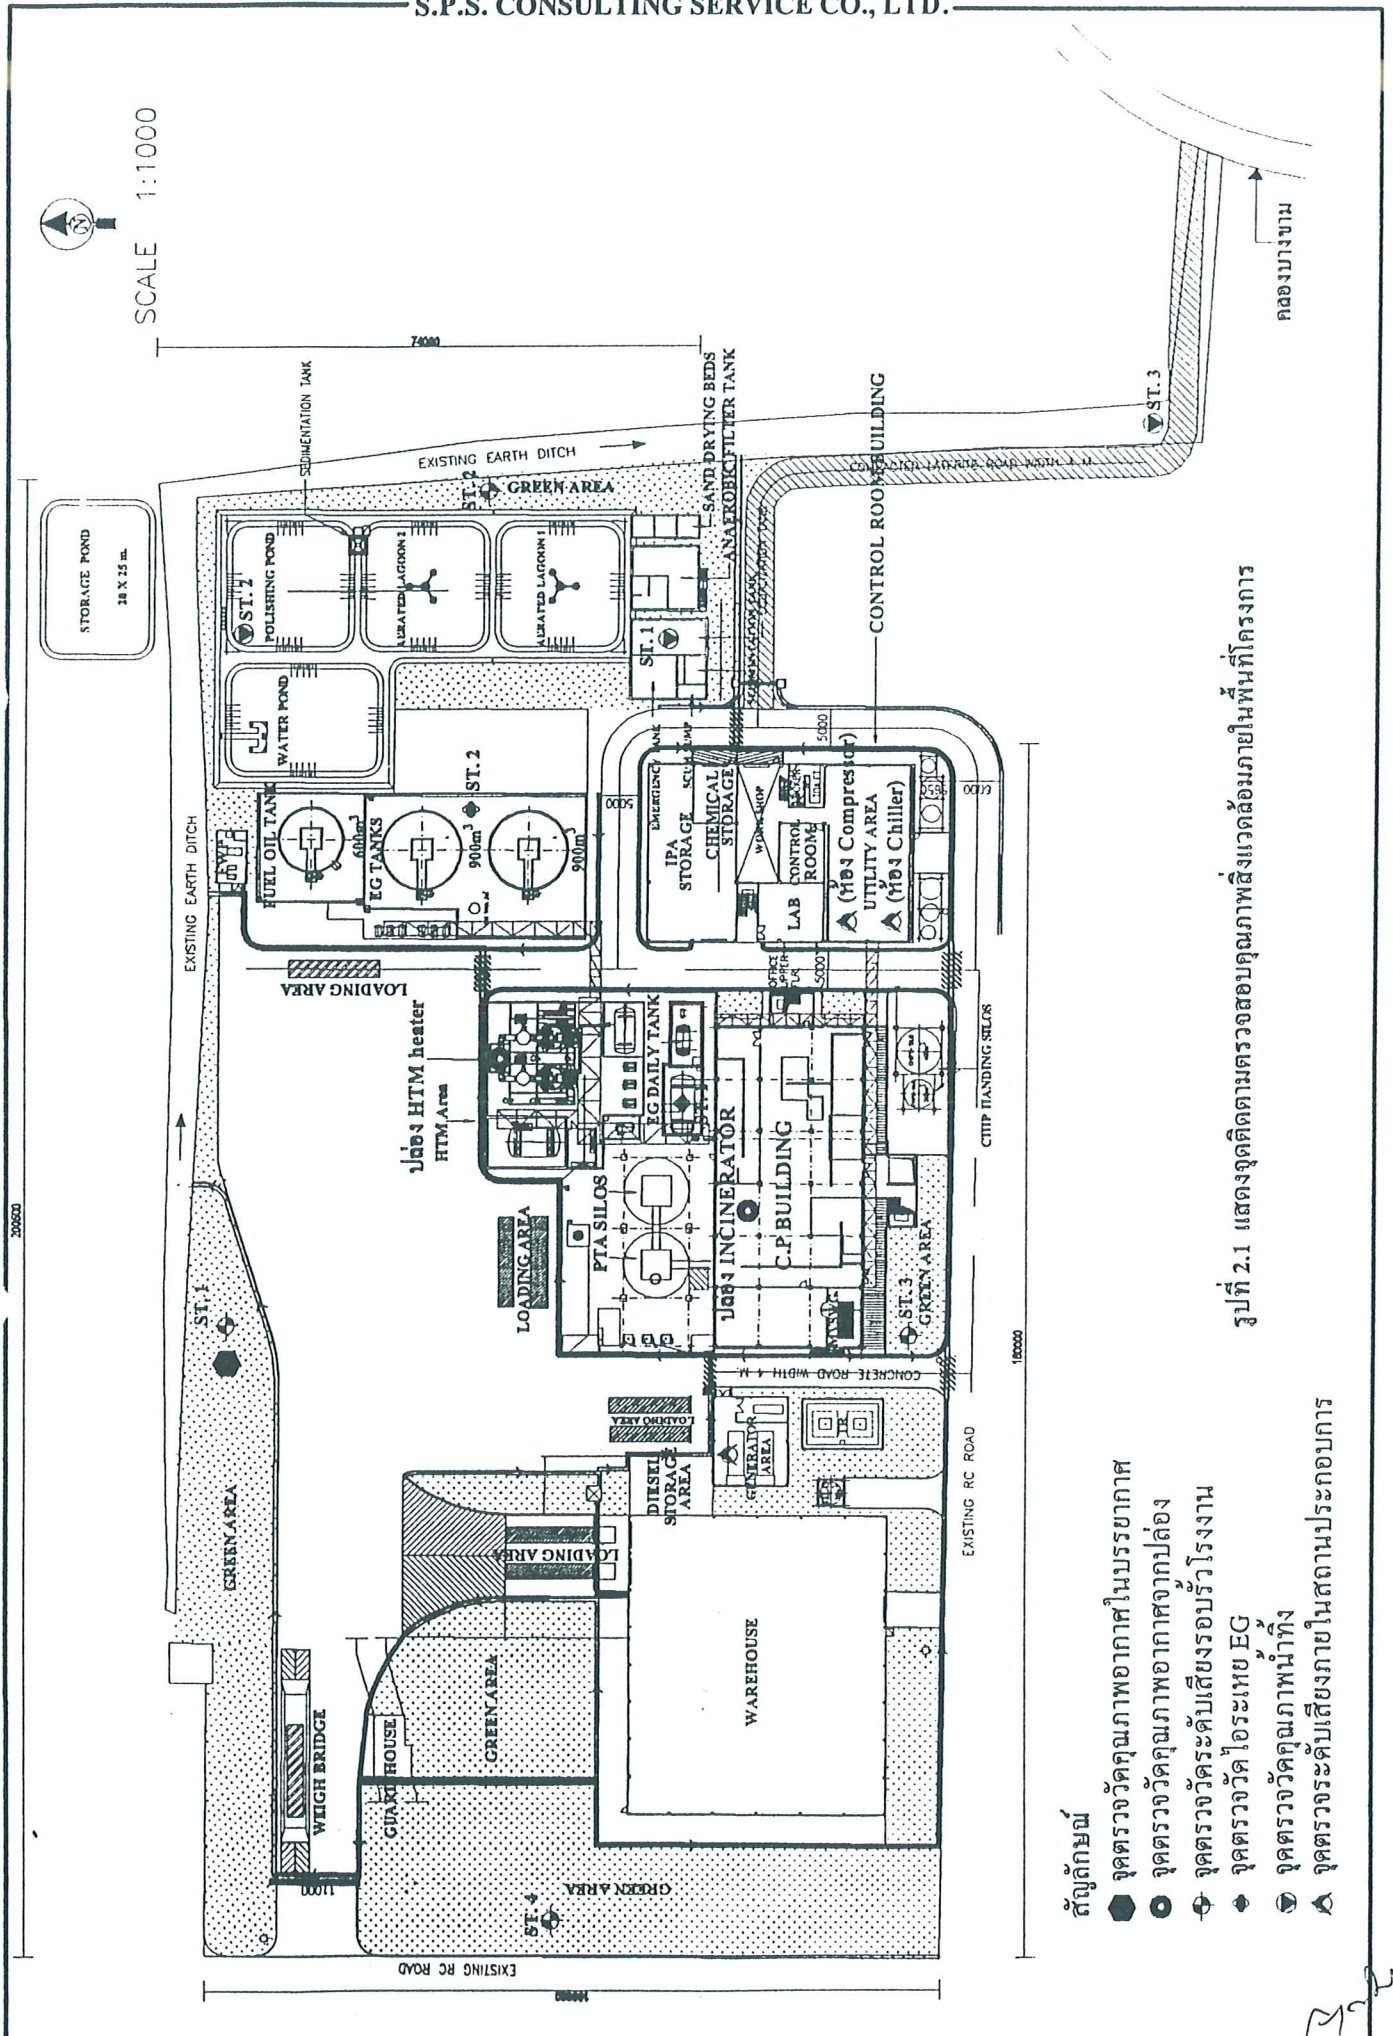 S.P.S. CONSULTING SERVICE CO., LTD.
N
SCALE 1:1000
200600
74000
STORAGE POND
EXISTING EARTH DITCH
EXISTING EARTH DITCH
SEDIMENTATION TANK
ST. 2
GREEN AREA
ST. 2
POLISHING POND
AERATED LAGOON 2
AERATED LAGOON 1
WATER POND
SAND DRYING BEDS
ANAEROBIC FILTER TANK
ST. 1
EMERGENCY TANK
ST. 3
คลองบางขาม
CONTROL ROOM BUILDING
FUEL OIL TANK
600m³
EG TANKS
900m³
ST. 2
900m³
5000
IPA
STORAGE
CHEMICAL
STORAGE
WORK SHOP
CONTROL
ROOM
LAB
(ห้อง Compressor)
UTILITY AREA
(ห้อง Chiller)
5000
6000
5000
LOADING AREA
ปล่อง HTM heater
HTM Area
EG DAILY TANK
LOADING AREA
PTA SILOS
ปล่อง INCINERATOR
C.P BUILDING
CHIP HANDING SILOS
ST. 3
GREEN AREA
160000
ST. 1
GREEN AREA
CONCRETE ROAD WIDTH 4 M.
LOADING AREA
DIESEL
STORAGE
AREA
GENERATOR
AREA
TR
EXISTING RC ROAD
LOADING AREA
WAREHOUSE
GREEN AREA
GUARD HOUSE
WEIGH BRIDGE
11000
GREEN AREA
ST. 4
EXISTING RC ROAD
รูปที่ 2.1 แสดงจุดติดตามตรวจสอบคุณภาพสิ่งแวดล้อมภายในพื้นที่โครงการ
สัญลักษณ์
จุดตรวจวัดคุณภาพอากาศในบรรยากาศ
จุดตรวจวัดคุณภาพอากาศจากปล่อง
จุดตรวจวัดระดับเสียงรอบรั้วโรงงาน
จุดตรวจวัดไอระเหย EG
จุดตรวจวัดคุณภาพน้ำทิ้ง
จุดตรวจระดับเสียงภายในสถานประกอบการ